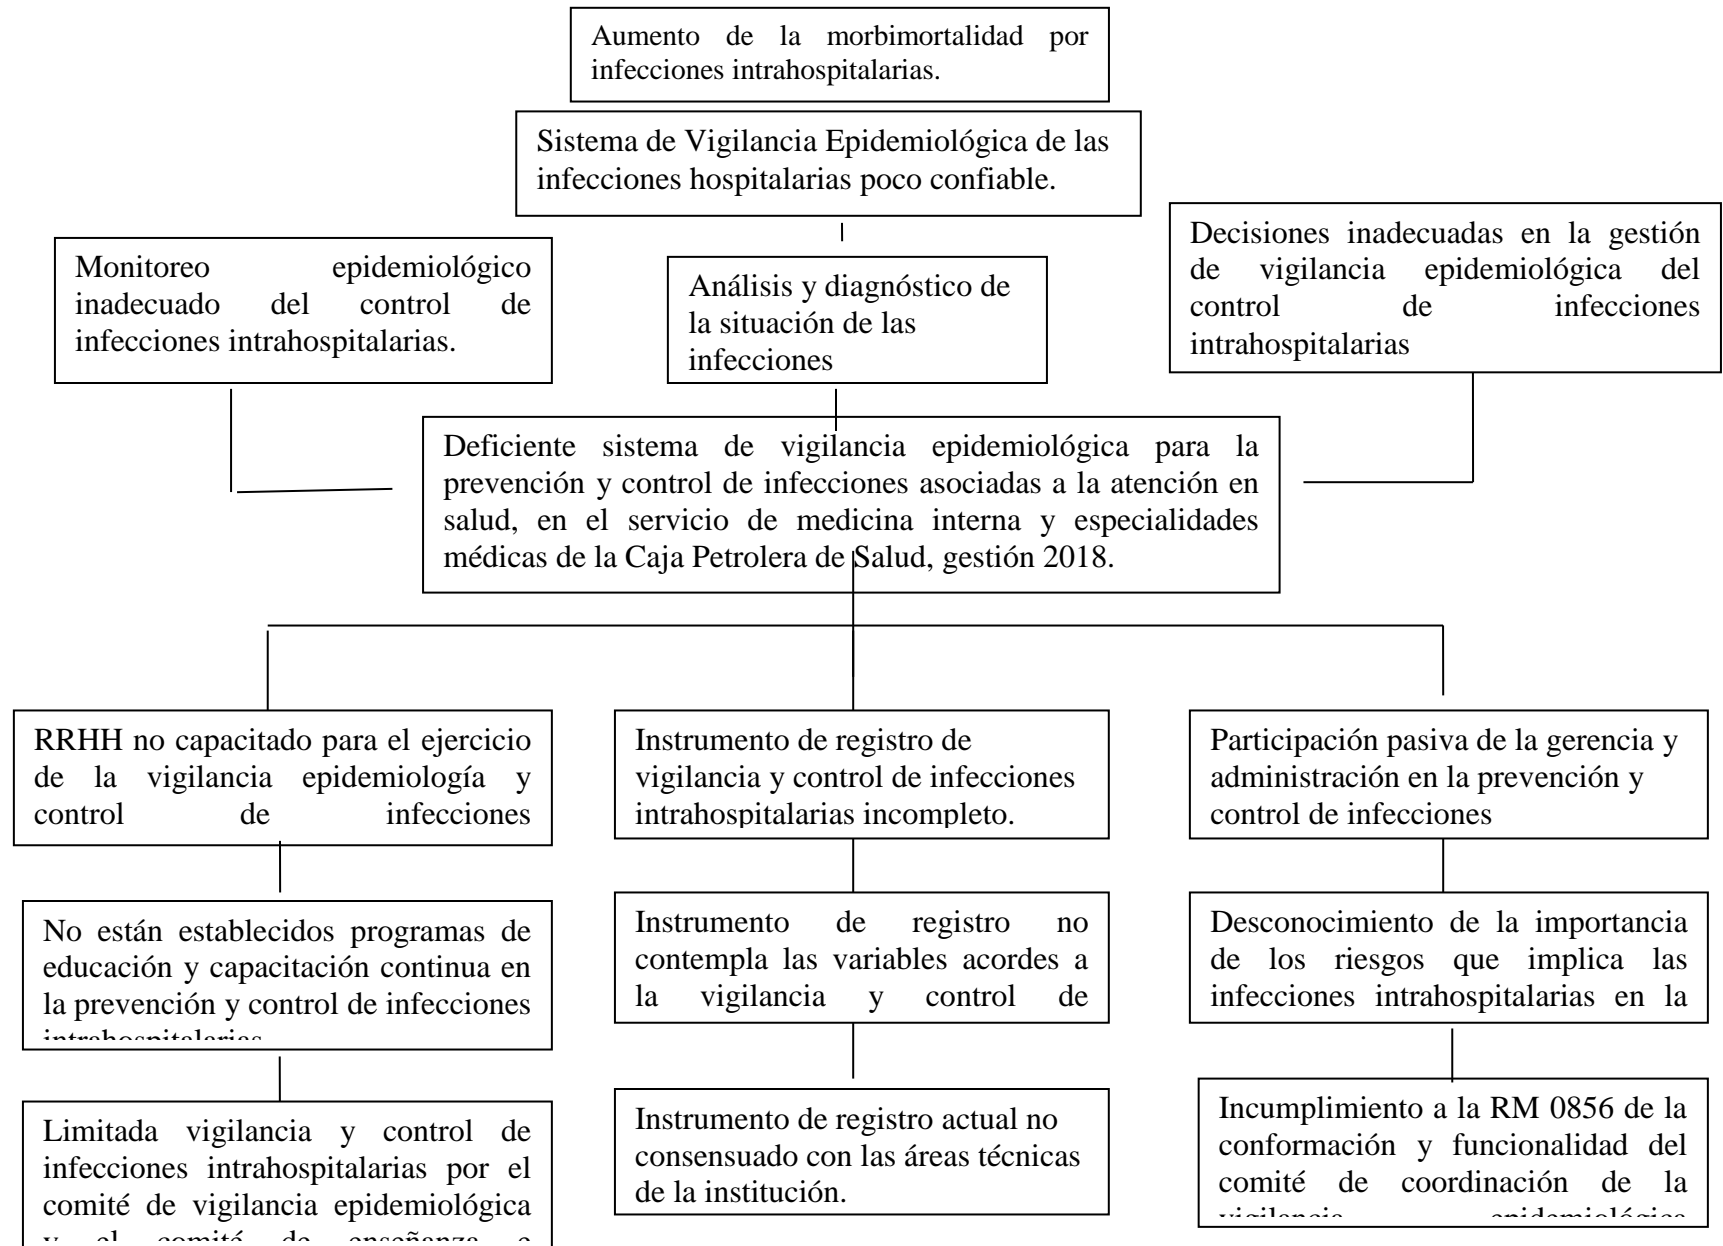 Aumento de la morbimortalidad por
infecciones intrahospitalarias.
Sistema de Vigilancia Epidemiológica de las
infecciones hospitalarias poco confiable.
Monitoreo epidemiológico
inadecuado del control de
infecciones intrahospitalarias.
Análisis y diagnóstico de
la situación de las
infecciones
Decisiones inadecuadas en la gestión
de vigilancia epidemiológica del
control de infecciones
intrahospitalarias
Deficiente sistema de vigilancia epidemiológica para la
prevención y control de infecciones asociadas a la atención en
salud, en el servicio de medicina interna y especialidades
médicas de la Caja Petrolera de Salud, gestión 2018.
RRHH no capacitado para el ejercicio
de la vigilancia epidemiología y
control de infecciones
Instrumento de registro de
vigilancia y control de infecciones
intrahospitalarias incompleto.
Participación pasiva de la gerencia y
administración en la prevención y
control de infecciones
No están establecidos programas de
educación y capacitación continua en
la prevención y control de infecciones
intrahospitalarias
Instrumento de registro no
contempla las variables acordes a
la vigilancia y control de
Desconocimiento de la importancia
de los riesgos que implica las
infecciones intrahospitalarias en la
Limitada vigilancia y control de
infecciones intrahospitalarias por el
comité de vigilancia epidemiológica
y el comité de enseñanza e
Instrumento de registro actual no
consensuado con las áreas técnicas
de la institución.
Incumplimiento a la RM 0856 de la
conformación y funcionalidad del
comité de coordinación de la
vigilancia epidemiológica